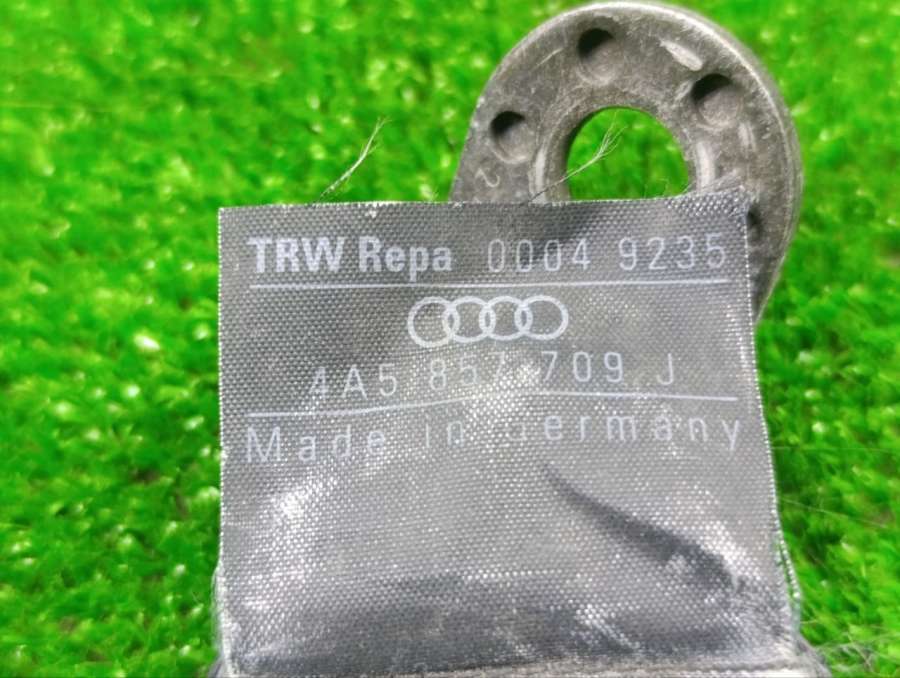 TRW Repa 0004 9235
4A5 857 709 J
Made in Germany